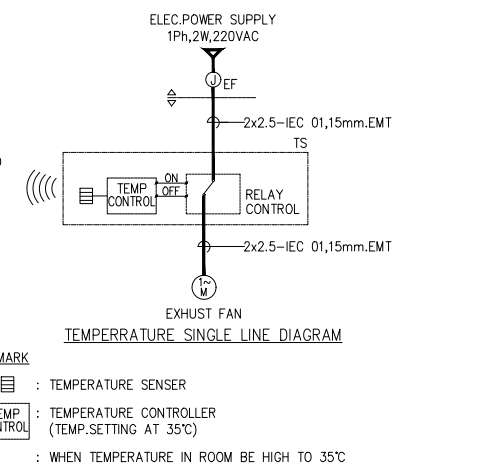 ELEC.POWER SUPPLY
1Ph,2W,220VAC
J EF
2x2.5-IEC 01,15mm.EMT
TS
ON
TEMP OFF
CONTROL
RELAY
CONTROL
2x2.5-IEC 01,15mm.EMT
1~
M
EXHUST FAN
TEMPERRATURE SINGLE LINE DIAGRAM
MARK
: TEMPERATURE SENSER
EMP : TEMPERATURE CONTROLLER
NTROL (TEMP.SETTING AT 35°C)
: WHEN TEMPERATURE IN ROOM BE HIGH TO 35°C